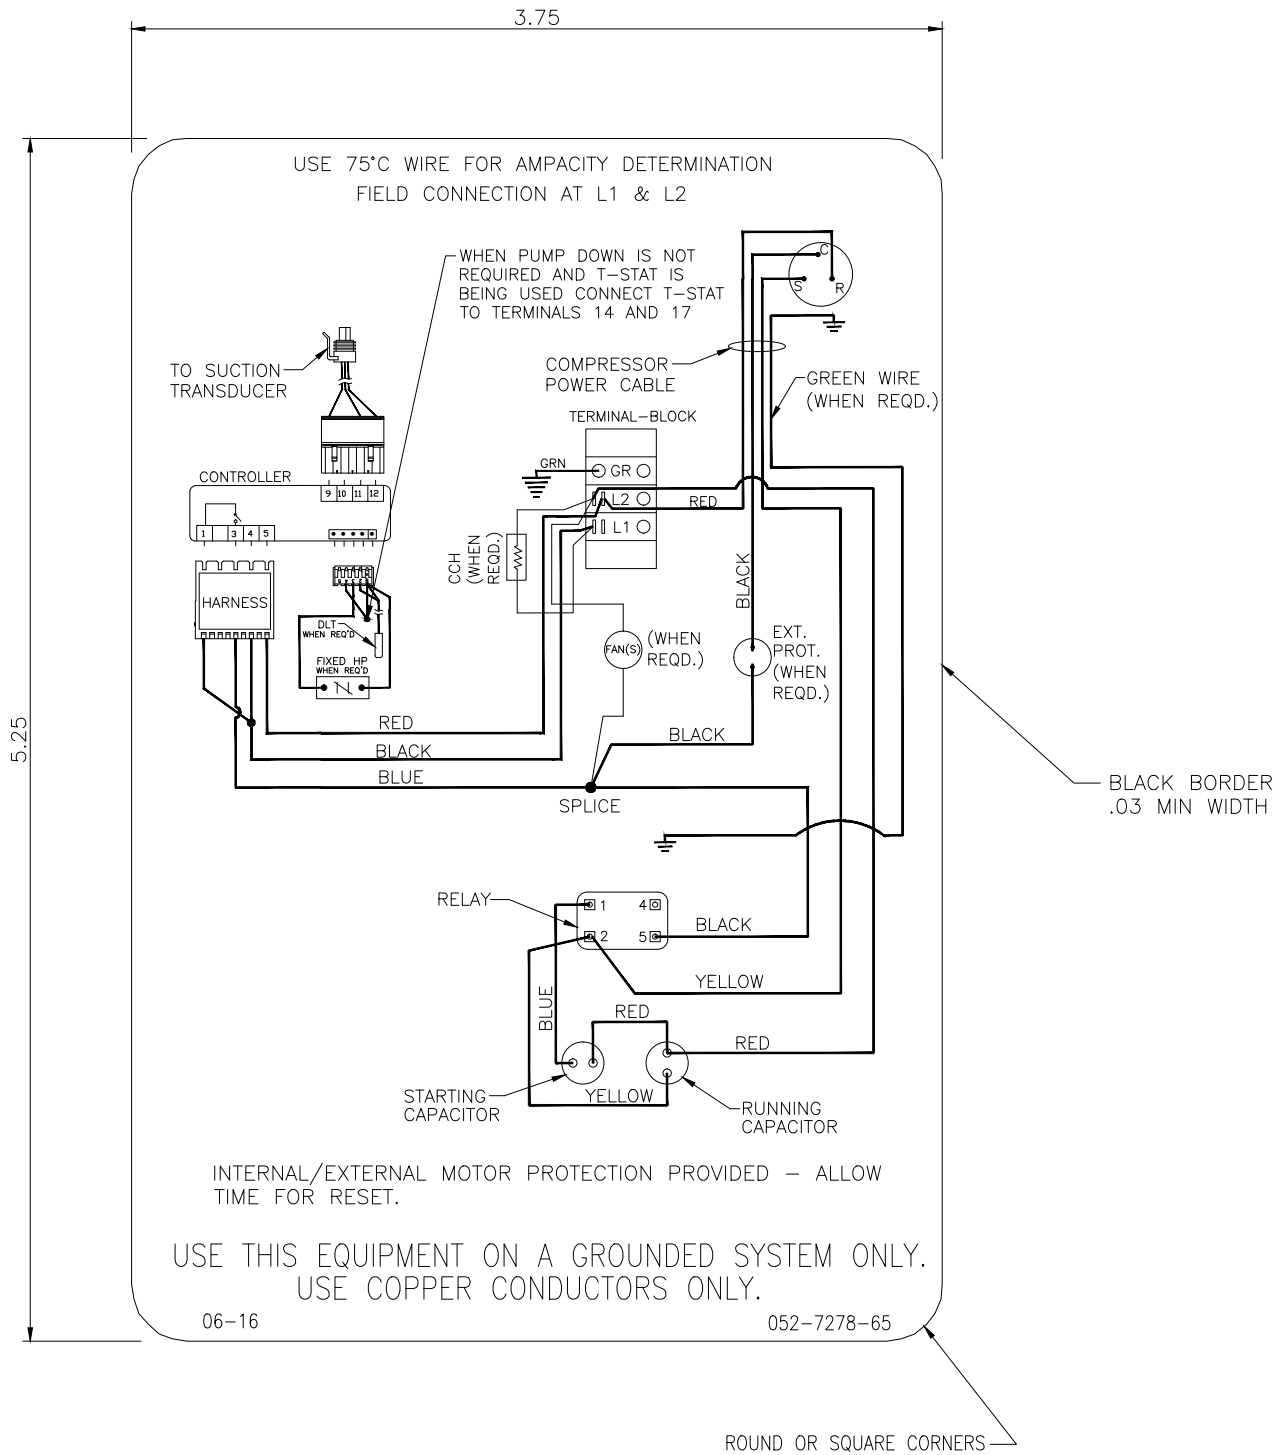 3.75
USE 75°C WIRE FOR AMPACITY DETERMINATION
FIELD CONNECTION AT L1 & L2
WHEN PUMP DOWN IS NOT
REQUIRED AND T-STAT IS
BEING USED CONNECT T-STAT
TO TERMINALS 14 AND 17
C
S
R
TO SUCTION
TRANSDUCER
COMPRESSOR
POWER CABLE
GREEN WIRE
(WHEN REQD.)
TERMINAL-BLOCK
CONTROLLER
GRN
GR
9 10 11 12
L2
RED
1 3 4 5
L1
CCH
(WHEN
REQD.)
BLACK
HARNESS
DLT
WHEN REQ'D
FIXED HP
WHEN REQ'D
FAN(S)
(WHEN
REQD.)
EXT.
PROT.
(WHEN
REQD.)
RED
BLACK
BLACK
BLUE
SPLICE
5.25
BLACK BORDER
.03 MIN WIDTH
RELAY
1 4
2 5
BLACK
YELLOW
BLUE
RED
RED
STARTING
CAPACITOR
YELLOW
RUNNING
CAPACITOR
INTERNAL/EXTERNAL MOTOR PROTECTION PROVIDED - ALLOW
TIME FOR RESET.
USE THIS EQUIPMENT ON A GROUNDED SYSTEM ONLY.
USE COPPER CONDUCTORS ONLY.
06-16
052-7278-65
ROUND OR SQUARE CORNERS